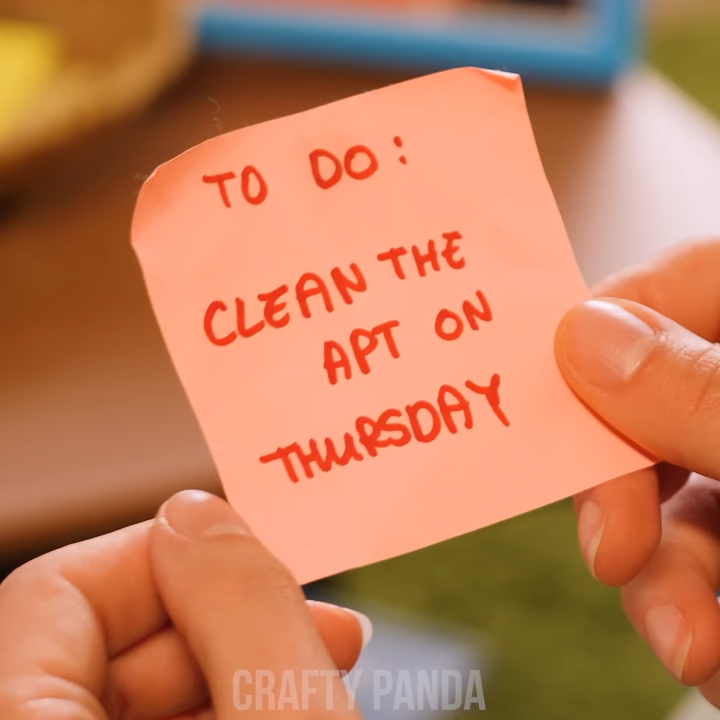 TO DO:
CLEAN THE
APT ON
THURSDAY
CRAFTY PANDA